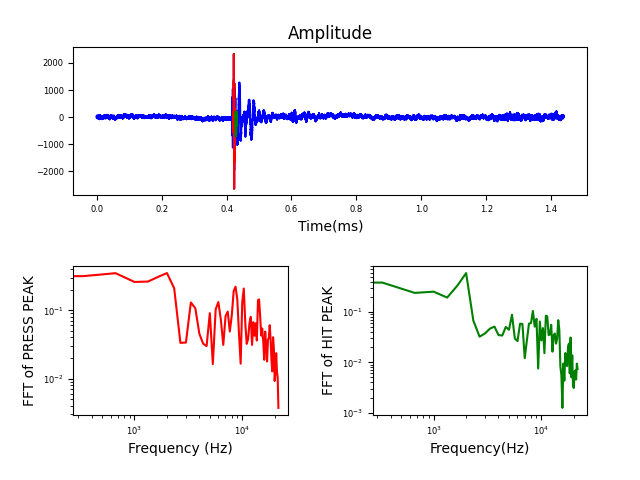 Amplitude
2000
1000
0
−1000
−2000
0.0 0.2 0.4 0.6 0.8 1.0 1.2 1.4
Time(ms)
FFT of PRESS PEAK
10⁻¹
10⁻²
10³ 10⁴
Frequency (Hz)
FFT of HIT PEAK
10⁻¹
10⁻²
10⁻³
10³ 10⁴
Frequency(Hz)